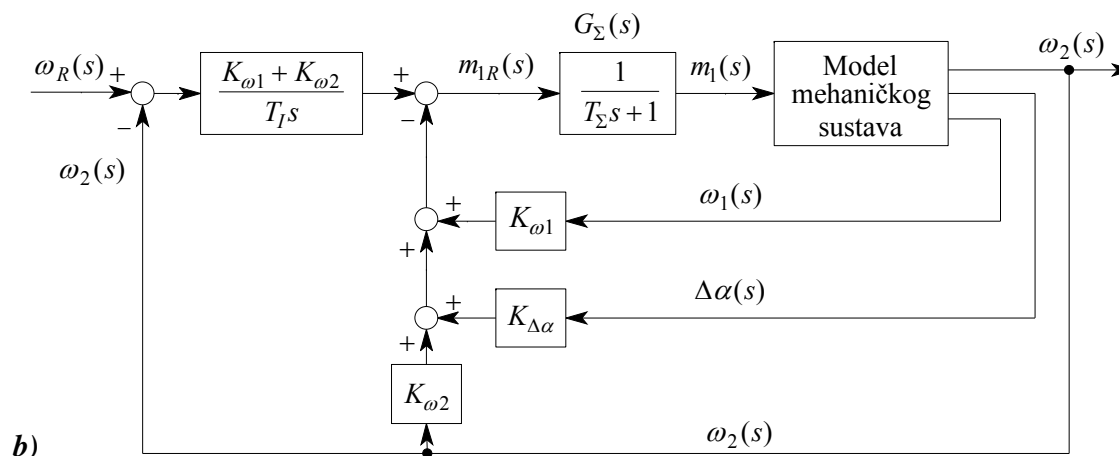 G_Σ(s)
ω_R(s) + K_ω1 + K_ω2 / T_I s + m_1R(s) 1 / T_Σ s + 1 m_1(s) Model mehaničkog sustava ω_2(s)
− −
ω_2(s)
+ + K_ω1 ω_1(s)
+ + K_Δα Δα(s)
+
K_ω2
b) ω_2(s)